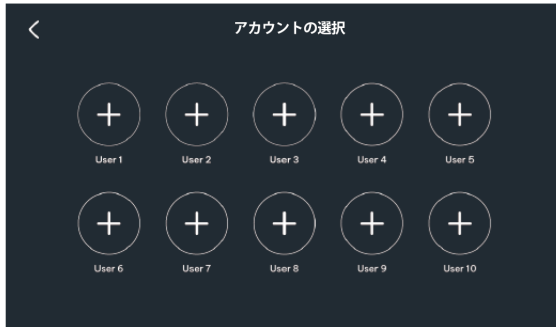 アカウントの選択
User 1
User 2
User 3
User 4
User 5
User 6
User 7
User 8
User 9
User 10